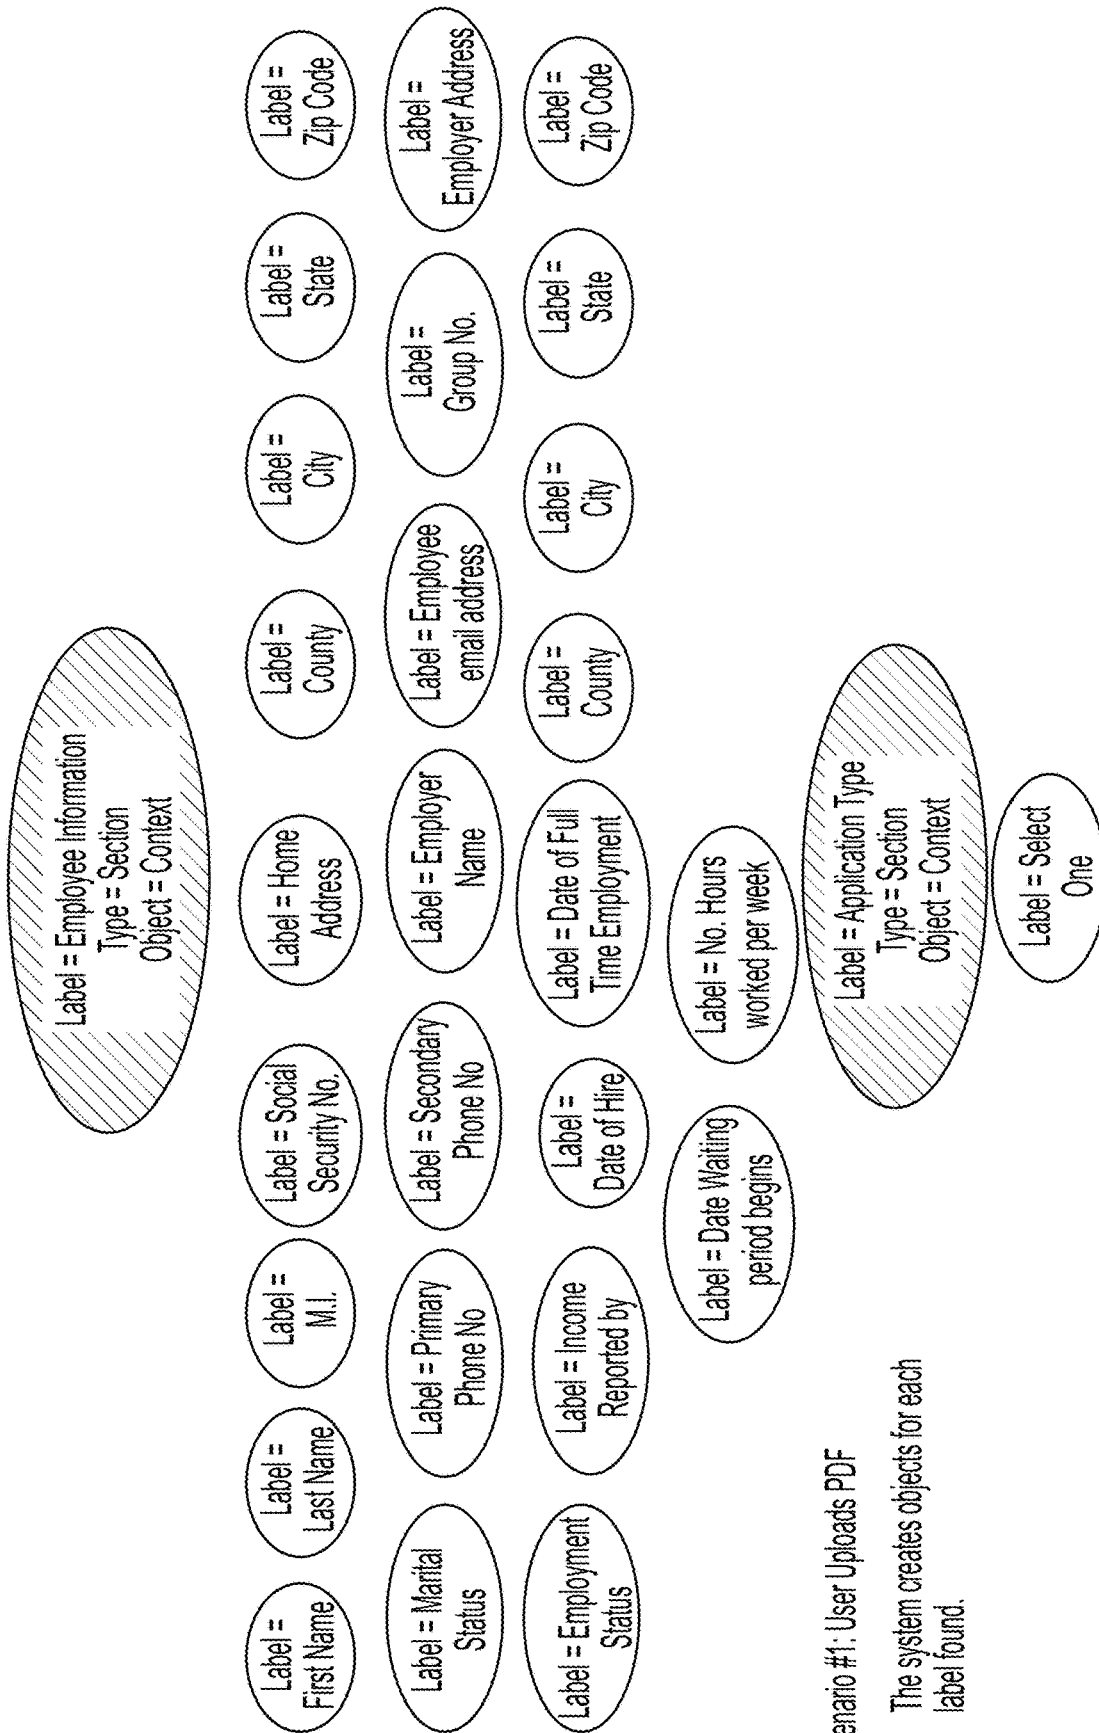 Label = Employee Information
Type = Section
Object = Context
Label =
First Name
Label =
Last Name
Label =
M.I.
Label = Social
Security No.
Label = Home
Address
Label =
County
Label =
City
Label =
State
Label =
Zip Code
Label = Marital
Status
Label = Primary
Phone No
Label = Secondary
Phone No
Label = Employer
Name
Label = Employee
email address
Label =
Group No.
Label =
Employer Address
Label = Employment
Status
Label = Income
Reported by
Label =
Date of Hire
Label = Date of Full
Time Employment
Label =
County
Label =
City
Label =
State
Label =
Zip Code
Label = Date Waiting
period begins
Label = No. Hours
worked per week
Label = Application Type
Type = Section
Object = Context
Label = Select
One
enario #1: User Uploads PDF
The system creates objects for each
label found.